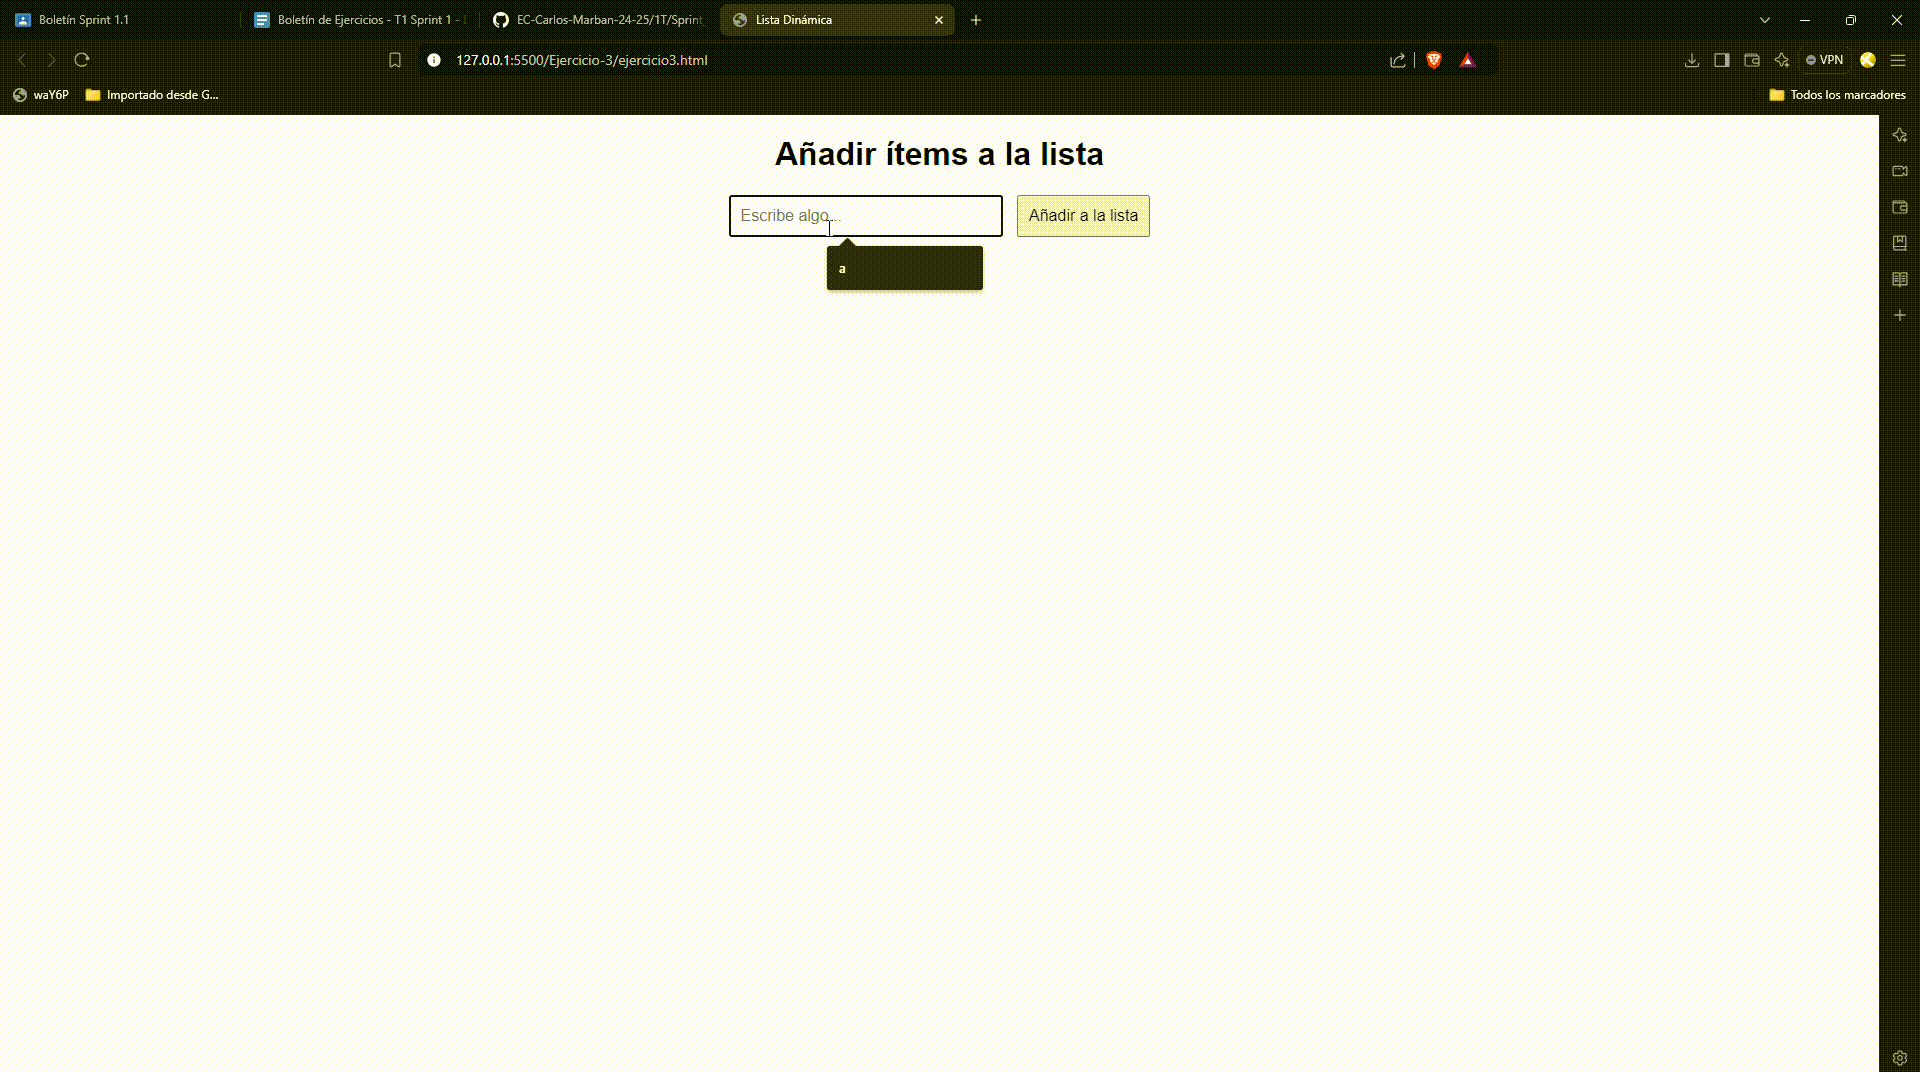 Boletín Sprint 1.1
Boletín de Ejercicios - T1 Sprint 1 -
EC-Carlos-Marban-24-25/1T/Sprint
Lista Dinámica
127.0.0.1:5500/Ejercicio-3/ejercicio3.html
VPN
waY6P
Importado desde G...
Todos los marcadores
Añadir ítems a la lista
Escribe algo...
Añadir a la lista
a